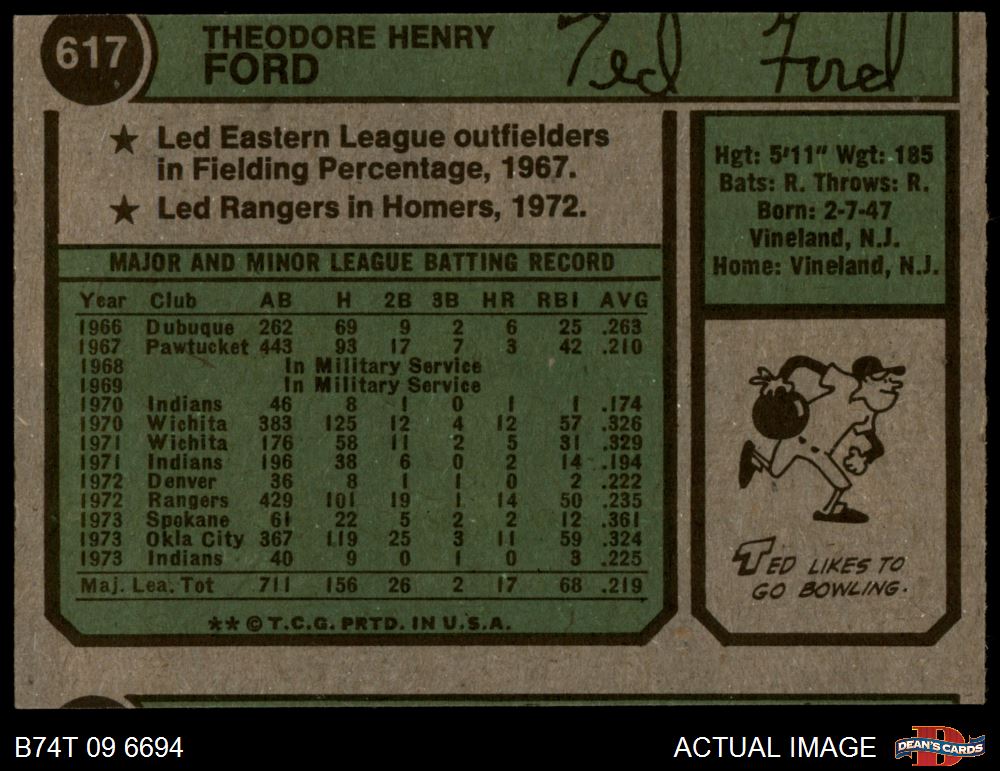 617
THEODORE HENRY
FORD
Ted Ford
★ Led Eastern League outfielders
in Fielding Percentage, 1967.
★ Led Rangers in Homers, 1972.
MAJOR AND MINOR LEAGUE BATTING RECORD
Year Club AB H 2B 3B HR RBI AVG
1966 Dubuque 262 69 9 2 6 25 .263
1967 Pawtucket 443 93 17 7 3 42 .210
1968 In Military Service
1969 In Military Service
1970 Indians 46 8 1 0 1 1 .174
1970 Wichita 383 125 12 4 12 57 .326
1971 Wichita 176 58 11 2 5 31 .329
1971 Indians 196 38 6 0 2 14 .194
1972 Denver 36 8 1 1 0 2 .222
1972 Rangers 429 101 19 1 14 50 .235
1973 Spokane 61 22 5 2 2 12 .361
1973 Okla City 367 119 25 3 11 59 .324
1973 Indians 40 9 0 1 0 3 .225
Maj. Lea. Tot 711 156 26 2 17 68 .219
** © T.C.G. PRTD. IN U.S.A.
Hgt: 5'11" Wgt: 185
Bats: R. Throws: R.
Born: 2-7-47
Vineland, N.J.
Home: Vineland, N.J.
TED LIKES TO
GO BOWLING.
B74T 09 6694
ACTUAL IMAGE
DEAN'S CARDS